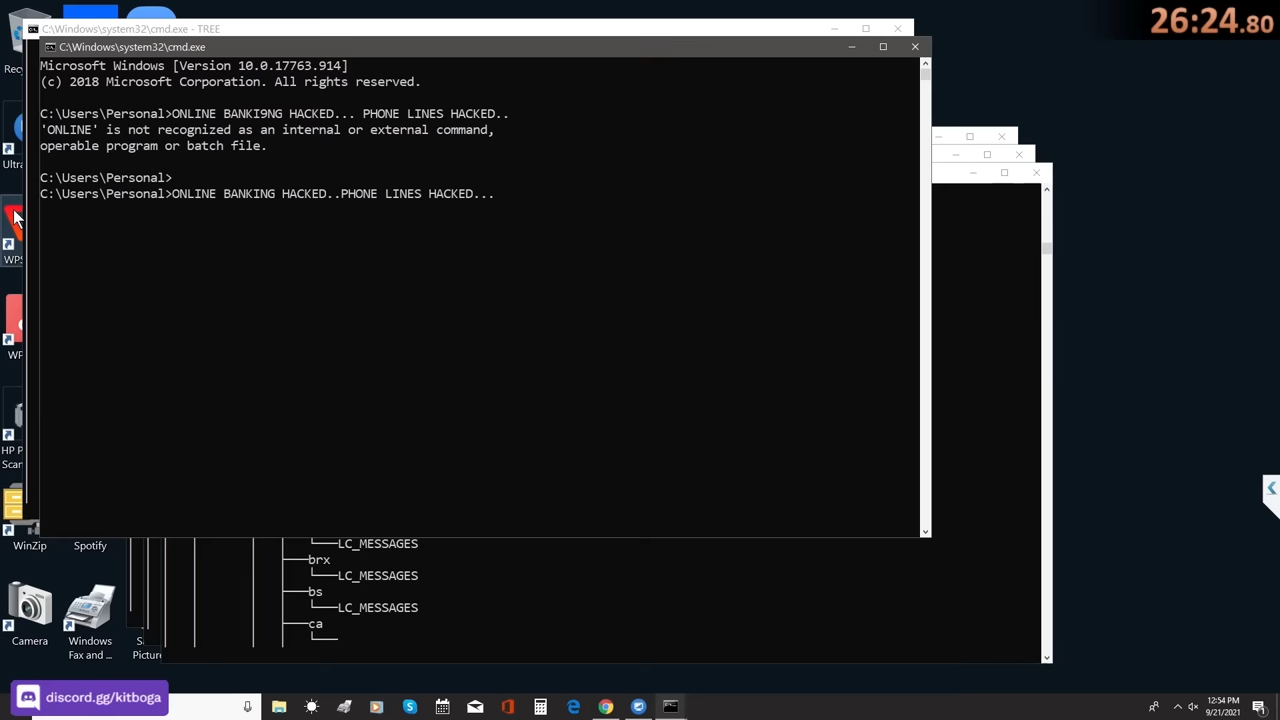 C:\Windows\system32\cmd.exe - TREE
26:24.80
C:\Windows\system32\cmd.exe
Microsoft Windows [Version 10.0.17763.914]
(c) 2018 Microsoft Corporation. All rights reserved.
C:\Users\Personal>ONLINE BANKI9NG HACKED... PHONE LINES HACKED..
'ONLINE' is not recognized as an internal or external command,
operable program or batch file.
C:\Users\Personal>
C:\Users\Personal>ONLINE BANKING HACKED..PHONE LINES HACKED...
LC_MESSAGES
brx
LC_MESSAGES
bs
LC_MESSAGES
ca
WinZip
Spotify
Camera
Windows
Fax and ...
discord.gg/kitboga
12:54 PM
9/21/2021